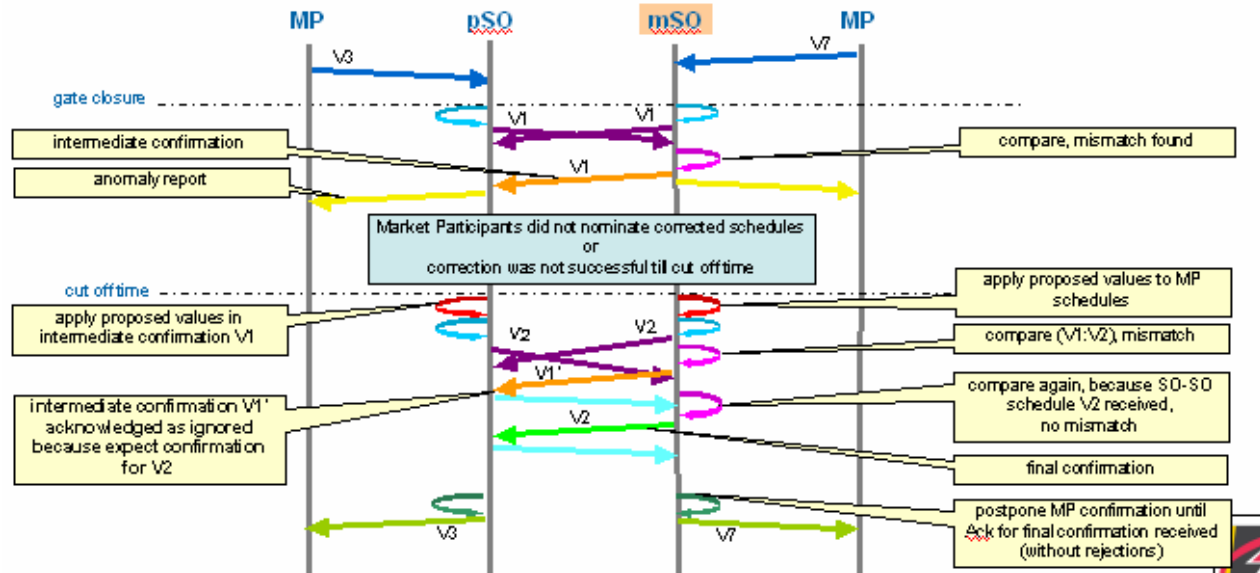 MP
pSO
mSO
MP
V3
V7
gate closure
V1
V1
intermediate confirmation
compare, mismatch found
V1
anomaly report
Market Participants did not nominate corrected schedules
or
correction was not successful till cut off time
cut off time
apply proposed values to MP
schedules
apply proposed values in
intermediate confirmation V1
V2
V2
compare (V1:V2), mismatch
V1'
compare again, because SO-SO
schedule V2 received,
no mismatch
intermediate confirmation V1'
acknowledged as ignored
because expect confirmation
for V2
V2
final confirmation
postpone MP confirmation until
Ack for final confirmation received
(without rejections)
V3
V7